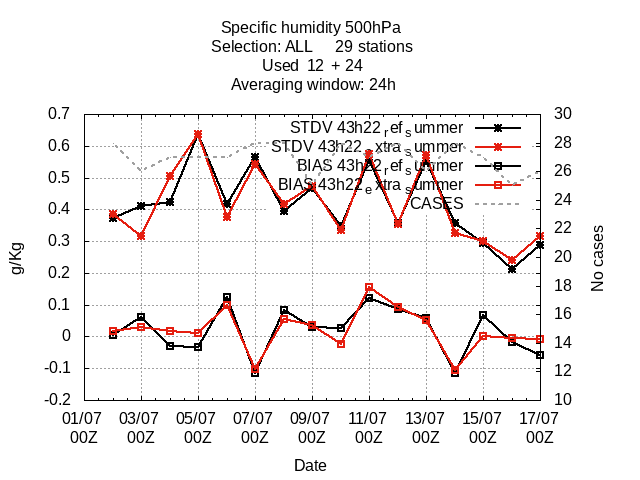 Specific humidity 500hPa
Selection: ALL 29 stations
Used 12 + 24
Averaging window: 24h
0.7
0.6
0.5
0.4
0.3
0.2
0.1
0
-0.1
-0.2
g/Kg
30
28
26
24
22
20
18
16
14
12
10
No cases
STDV 43h22_ref_summer
STDV 43h22_extra_summer
BIAS 43h22_ref_summer
BIAS 43h22_extra_summer
CASES
01/07 03/07 05/07 07/07 09/07 11/07 13/07 15/07 17/07
00Z 00Z 00Z 00Z 00Z 00Z 00Z 00Z 00Z
Date